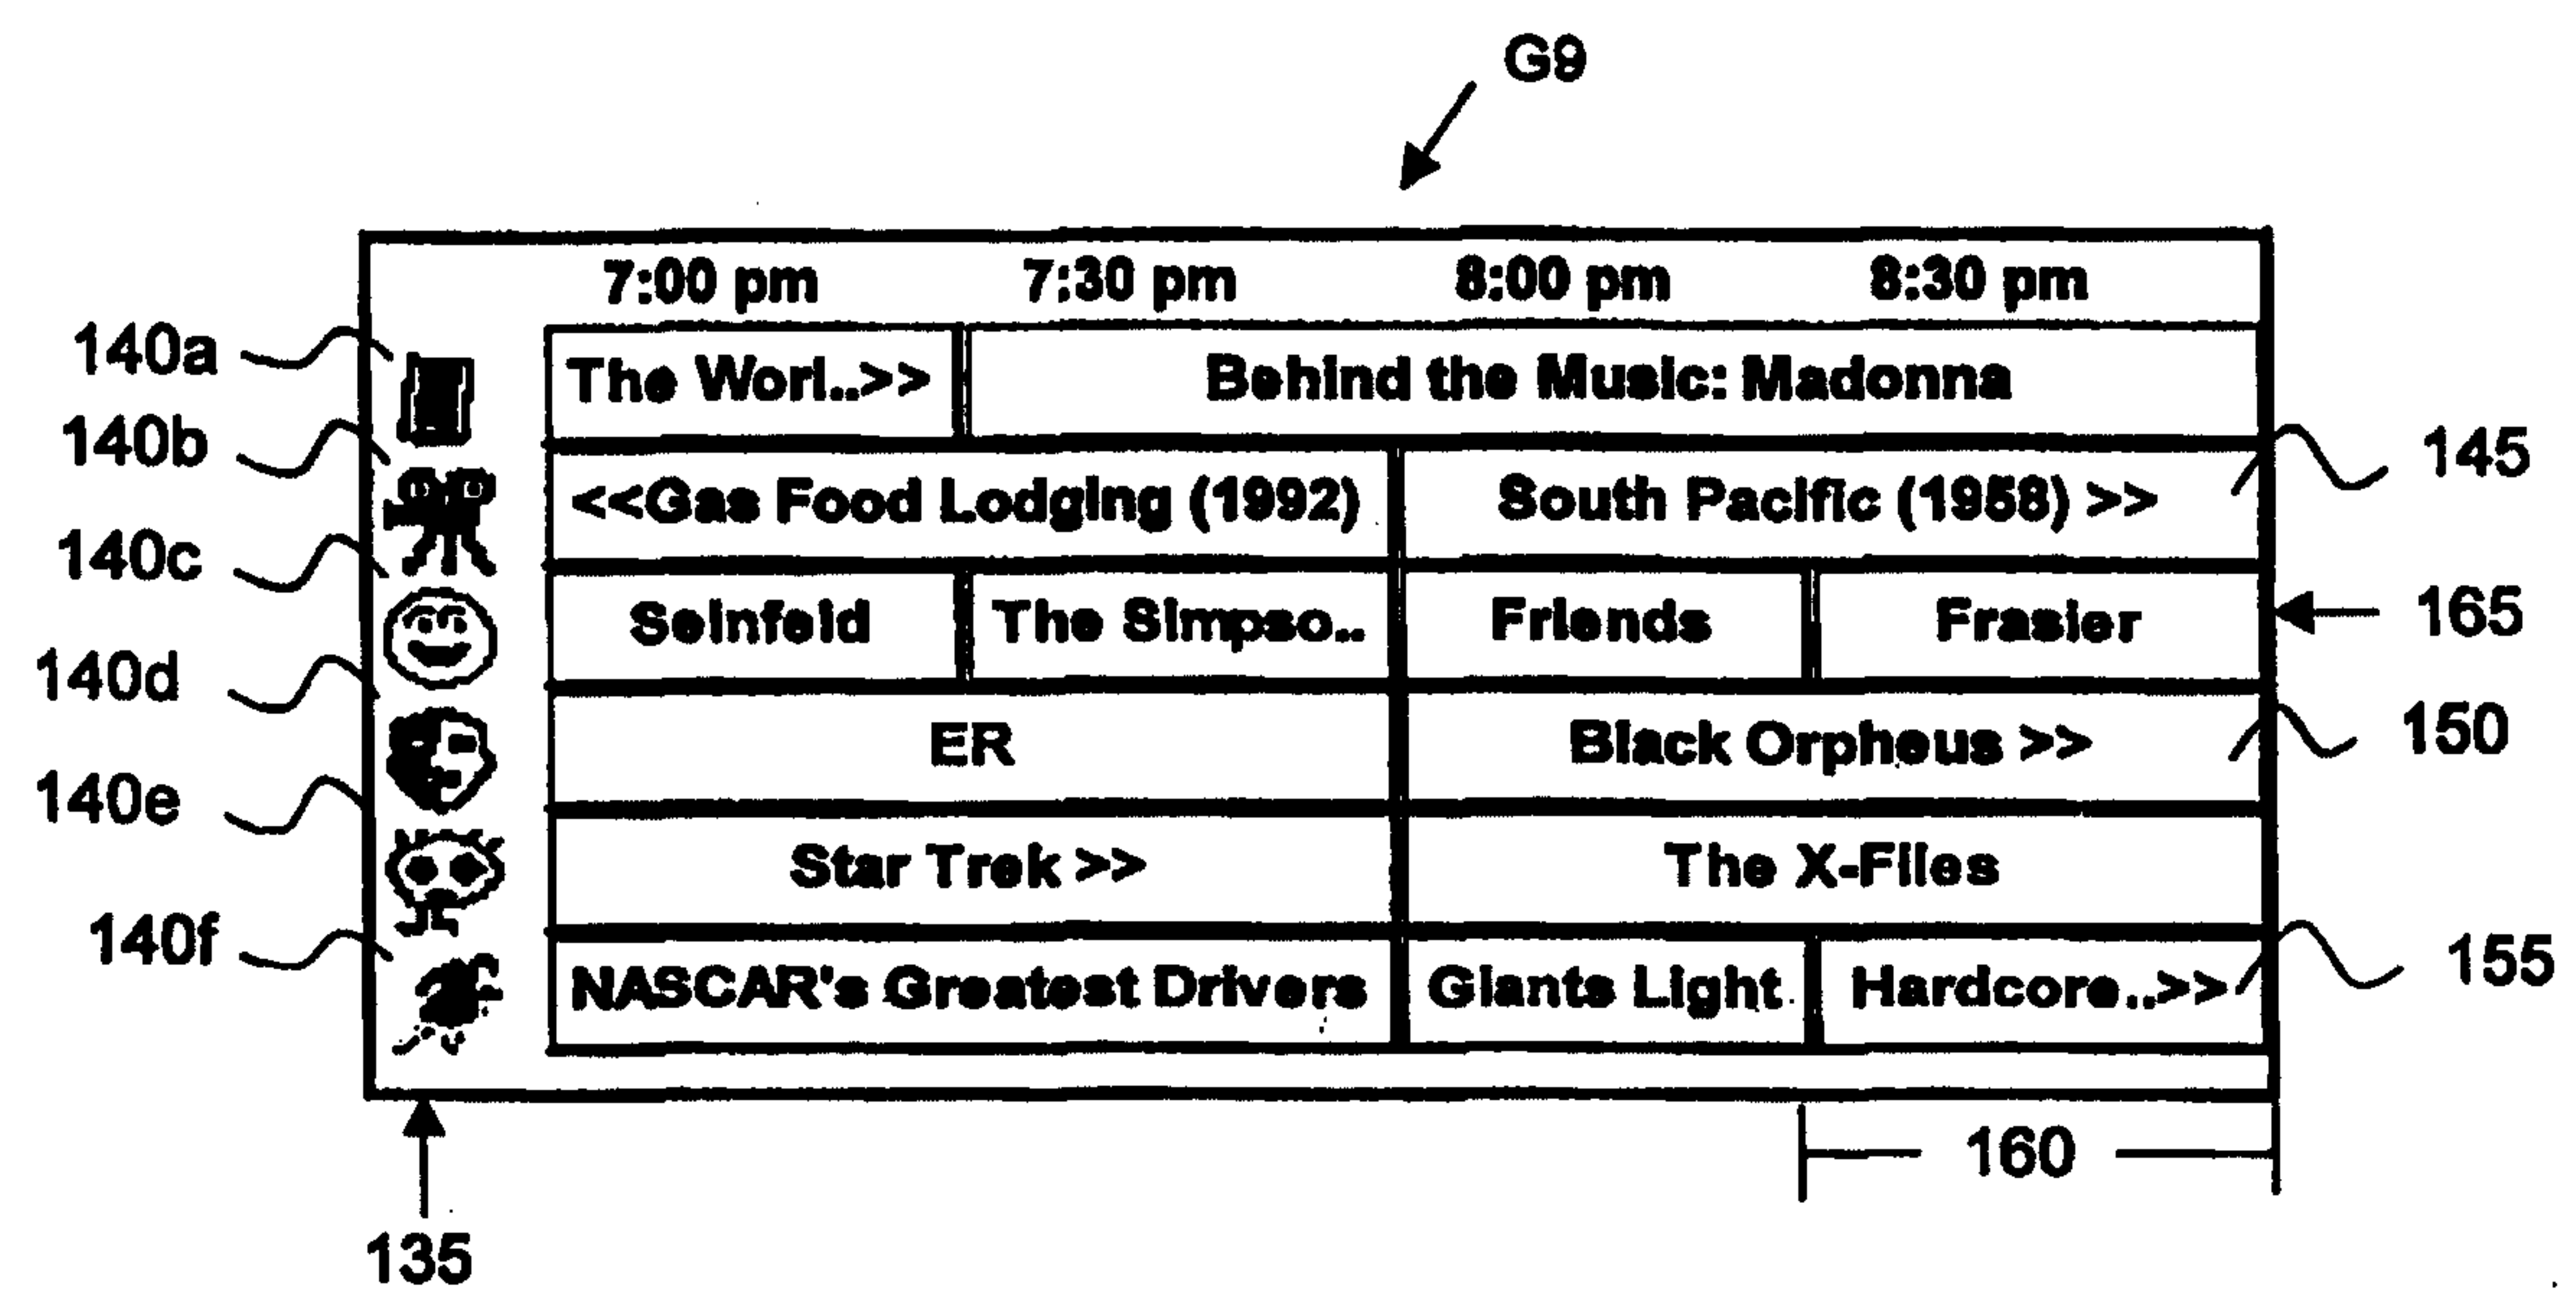 G9
7:00 pm 7:30 pm 8:00 pm 8:30 pm
140a
The Worl..>> Behind the Music: Madonna
140b
145
<<Gas Food Lodging (1992) South Pacific (1958) >>
140c
Seinfeld The Simpso.. Friends Frasier
165
140d
ER Black Orpheus >>
150
140e
Star Trek >> The X-Files
140f
155
NASCAR's Greatest Drivers Giants Light Hardcore..>>
160
135